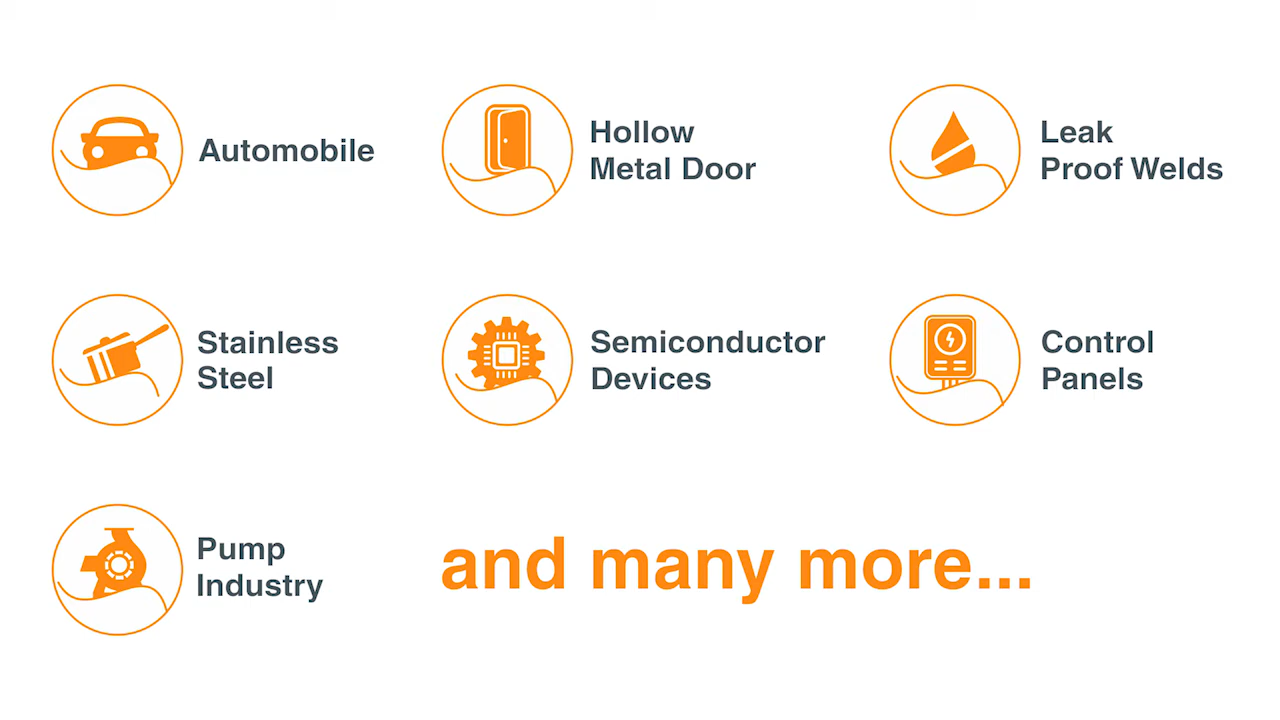 Automobile
Hollow
Metal Door
Leak
Proof Welds
Stainless
Steel
Semiconductor
Devices
Control
Panels
Pump
Industry
and many more...